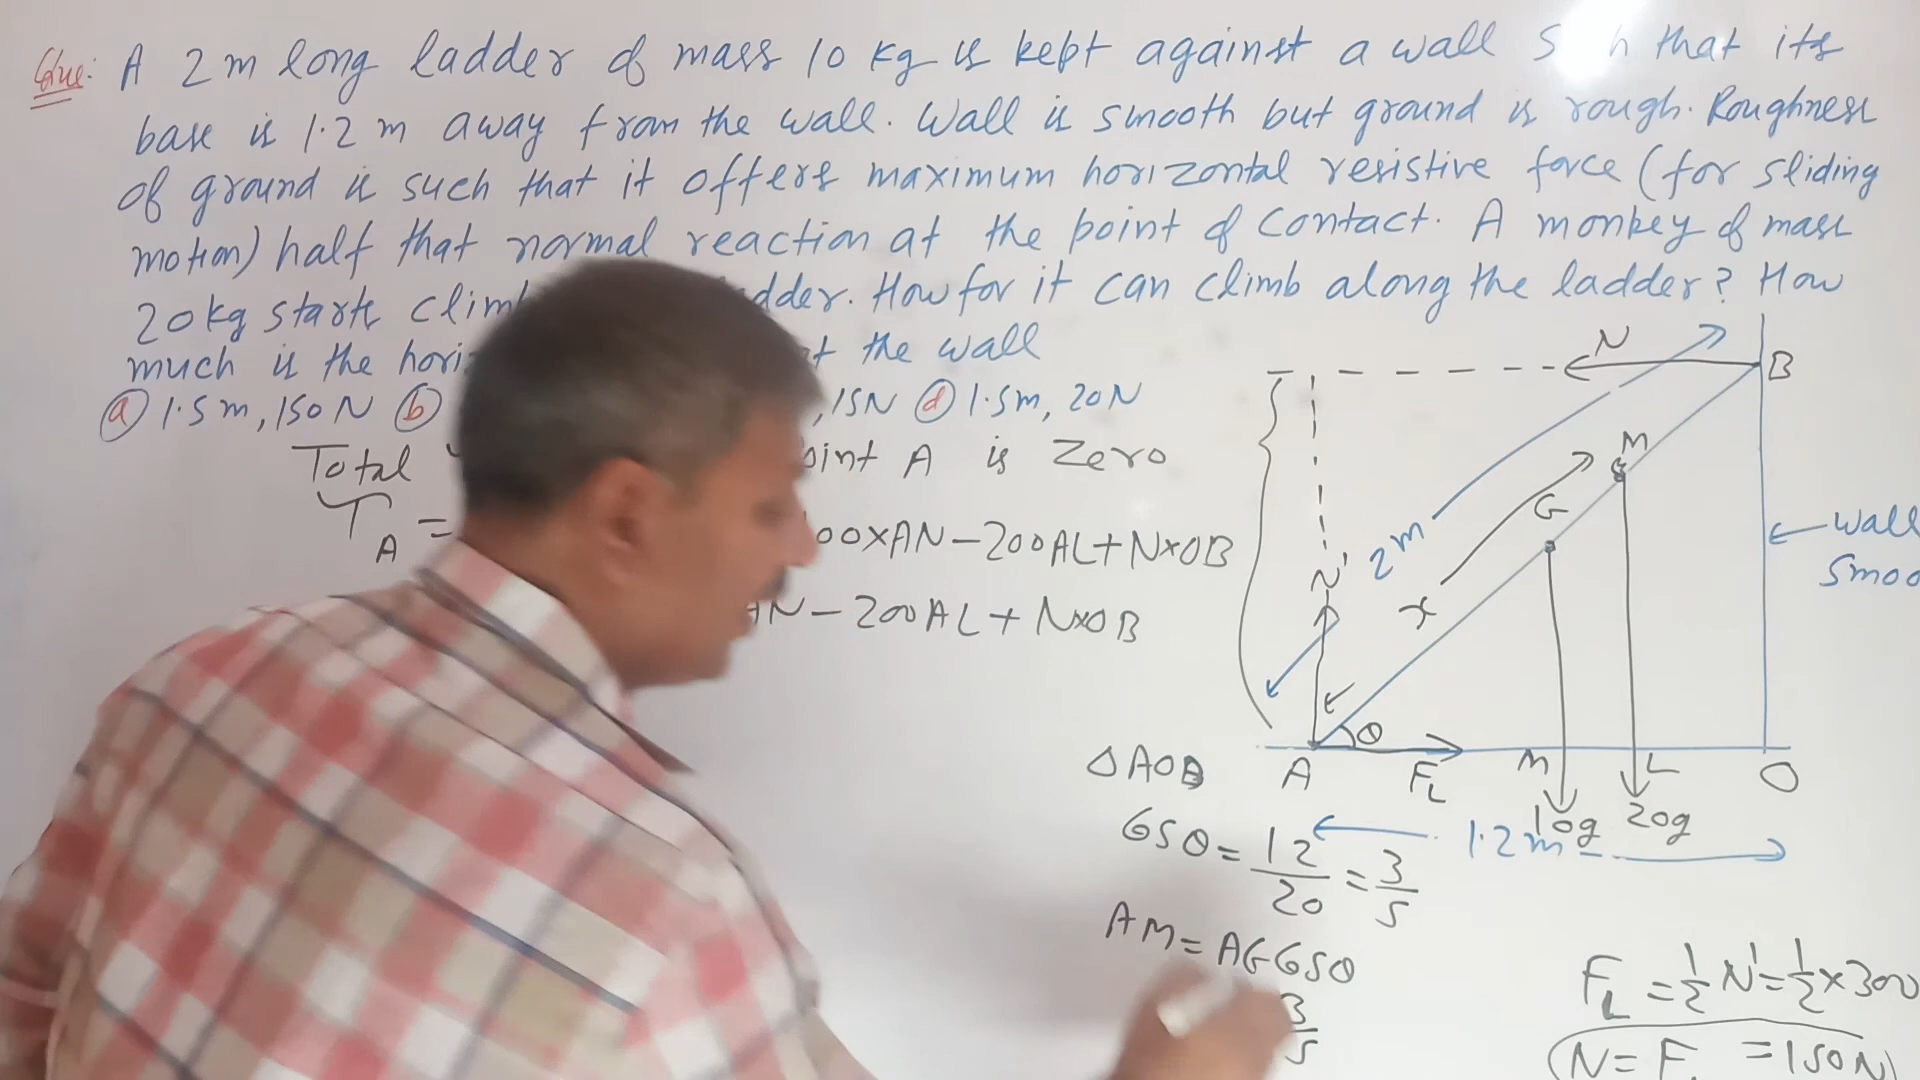 Que: A 2m long ladder of mass 10 kg is kept against a wall S h that its
base is 1.2 m away from the wall. Wall is smooth but ground is rough. Roughness
of ground is such that it offers maximum horizontal resistive force (for sliding
motion) half that normal reaction at the point of contact. A monkey of mass
20kg starts clim dder. How for it can climb along the ladder? How
much is the hori t the wall
(a) 1.5m, 150N (b) , 15N (d) 1.5m, 20N
Total oint A is Zero
τA = 00×AN-200AL+N×OB
AN-200AL+N×OB
N
B
M
G
2m
x
N'
Wall
Smoo
θ
A
FL
M
L
O
10g
20g
1.2m
ΔAOB
Cosθ = 12/20 = 3/5
AM = AG Cosθ
3/5
FL = 1/2 N' = 1/2 × 300
N = F = 150N